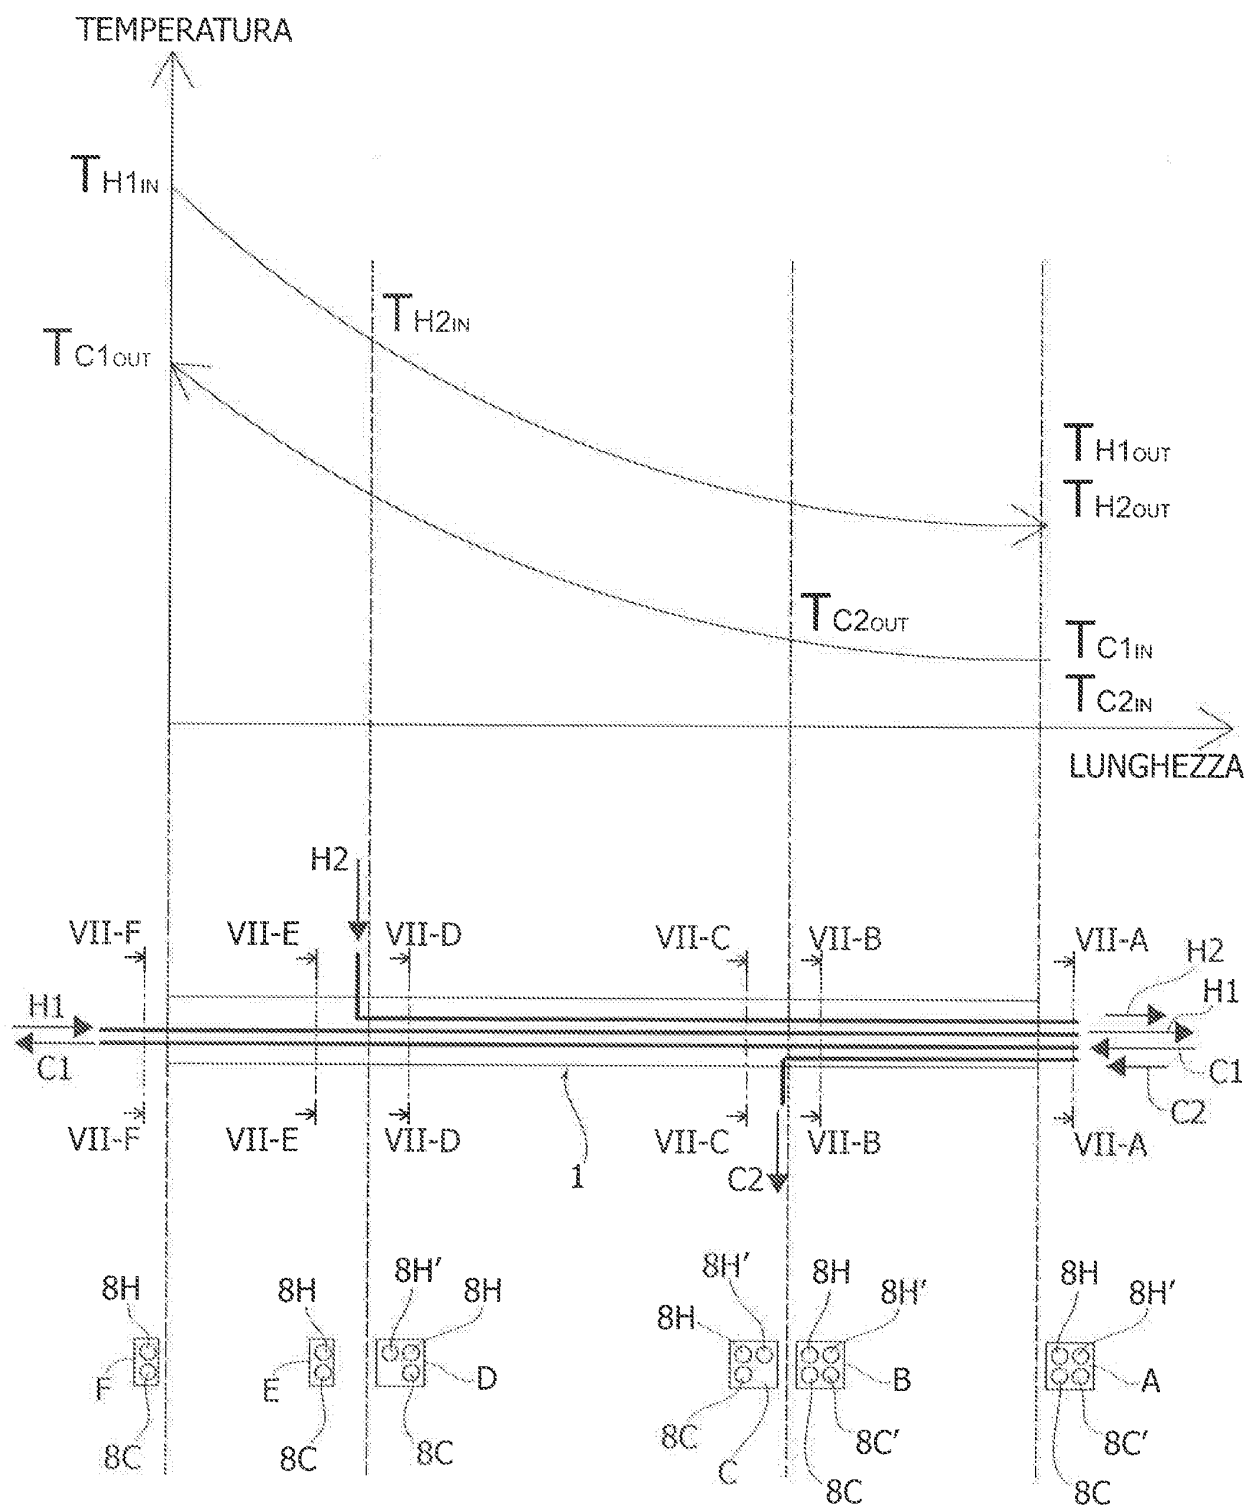 TEMPERATURA
TH1IN
TH2IN
TC1OUT
TH1OUT
TH2OUT
TC2OUT
TC1IN
TC2IN
LUNGHEZZA
H2
VII-F VII-E VII-D VII-C VII-B VII-A
H2
H1 H1
C1 C1
C2
VII-F VII-E VII-D VII-C VII-B VII-A
1 C2
8H 8H 8H' 8H 8H' 8H 8H' 8H 8H'
8H
F E D B A
8C 8C 8C 8C C 8C' 8C 8C' 8C